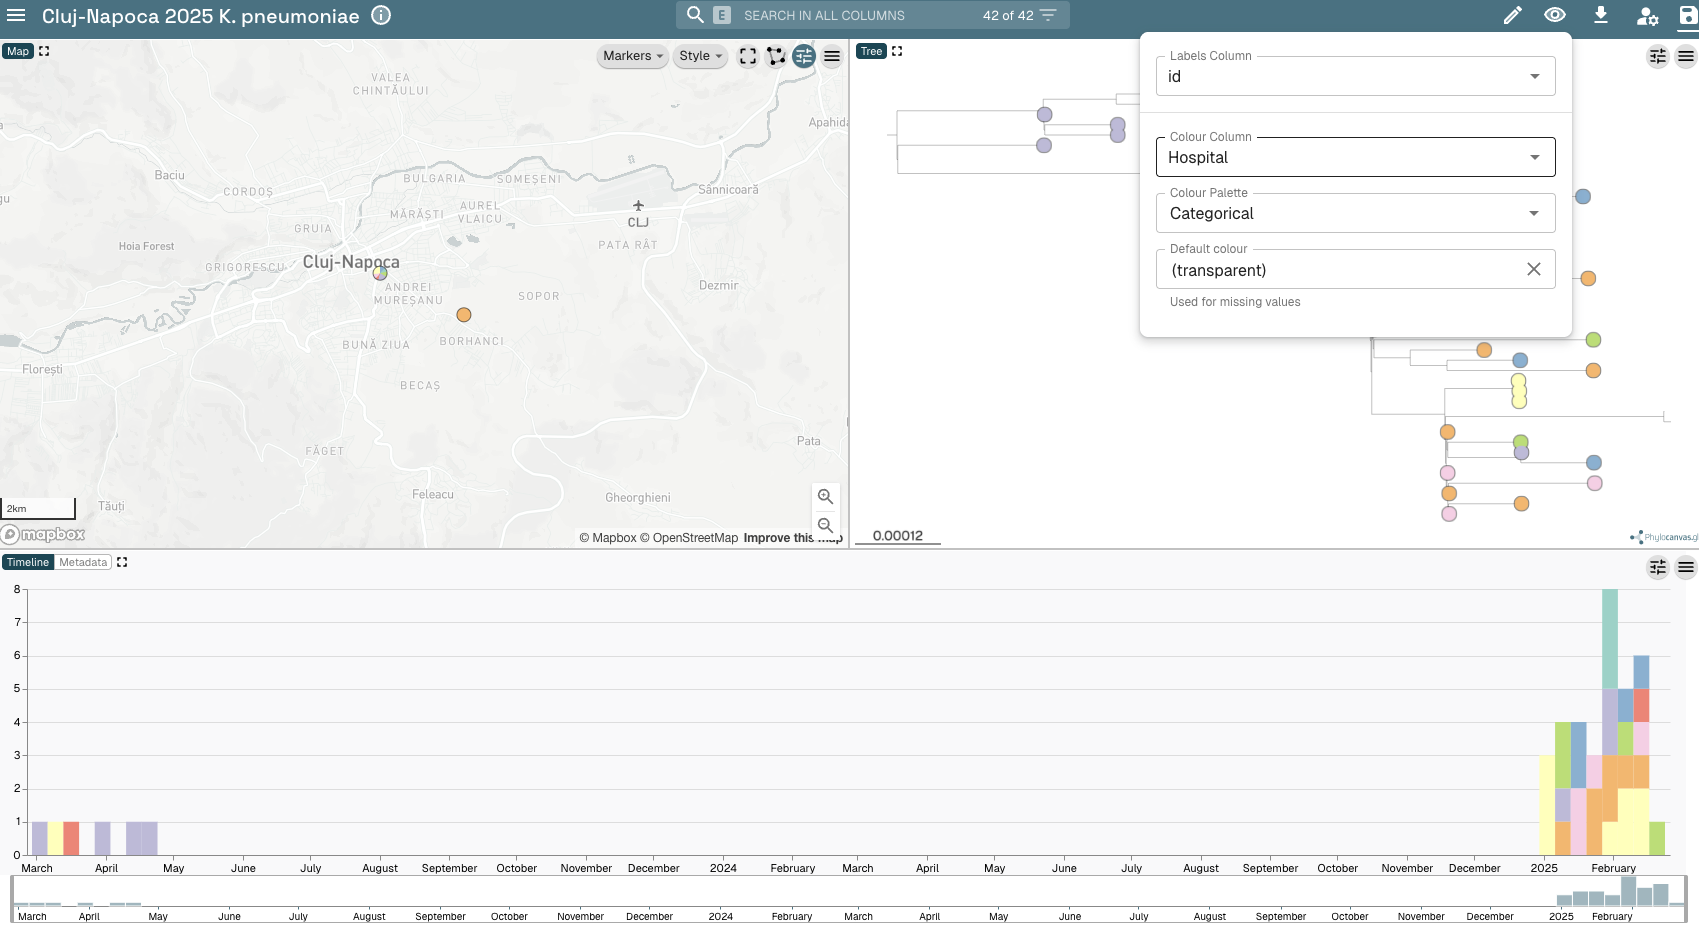 Cluj-Napoca 2025 K. pneumoniae
E SEARCH IN ALL COLUMNS 42 of 42
Map
Markers
Style
VALEA
CHINTĂULUI
Apahida
Baciu
CORDOȘ
BULGARIA
SOMEȘENI
Sânnicoară
MĂRĂȘTI
AUREL
VLAICU
CLJ
GRUIA
Hoia Forest
PATA RÂT
GRIGORESCU
Cluj-Napoca
ANDREI
MUREȘANU
SOPOR
Dezmir
BUNĂ ZIUA
BORHANCI
Florești
BECAȘ
FĂGET
Pata
Feleacu
Gheorghieni
Tăuți
2km
mapbox
© Mapbox © OpenStreetMap Improve this map
Tree
Labels Column
id
Colour Column
Hospital
Colour Palette
Categorical
Default colour
(transparent)
Used for missing values
0.00012
Phylocanvas.gl
Timeline Metadata
8
7
6
5
4
3
2
1
0
March April May June July August September October November December 2024 February March April May June July August September October November December 2025 February
March April May June July August September October November December 2024 February March April May June July August September October November December 2025 February